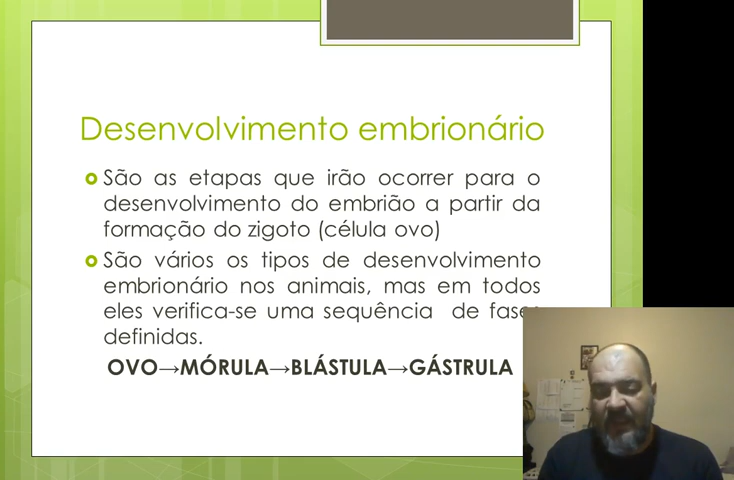 Desenvolvimento embrionário
São as etapas que irão ocorrer para o
desenvolvimento do embrião a partir da
formação do zigoto (célula ovo)
São vários os tipos de desenvolvimento
embrionário nos animais, mas em todos
eles verifica-se uma sequência de fases
definidas.
OVO→MÓRULA→BLÁSTULA→GÁSTRULA